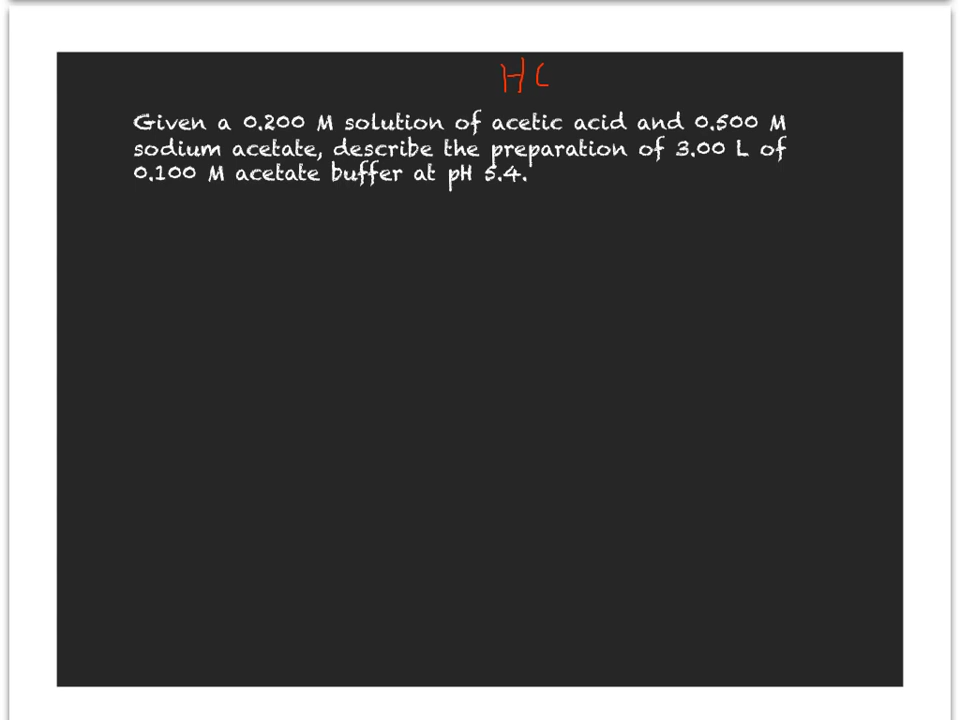 HC
Given a 0.200 M solution of acetic acid and 0.500 M
sodium acetate, describe the preparation of 3.00 L of
0.100 M acetate buffer at pH 5.4.